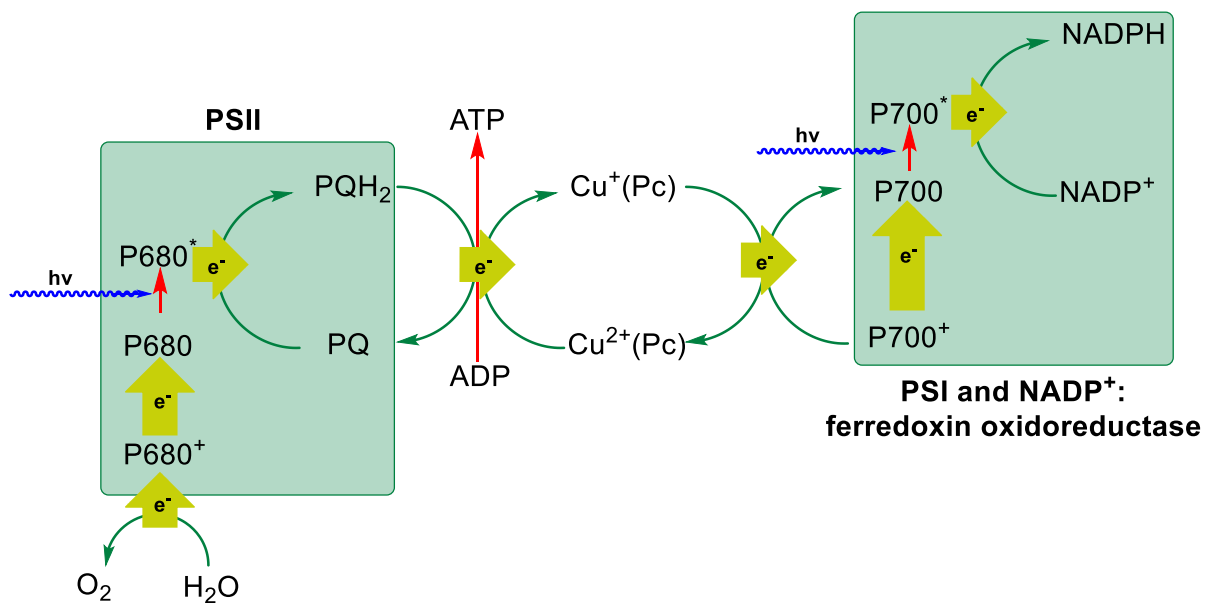 PSII
hν
P680*
e-
PQH₂
PQ
P680
e-
P680⁺
e-
O₂
H₂O
ATP
e-
ADP
Cu⁺(Pc)
Cu²⁺(Pc)
e-
hν
P700*
e-
NADPH
NADP⁺
P700
e-
P700⁺
PSI and NADP⁺:
ferredoxin oxidoreductase